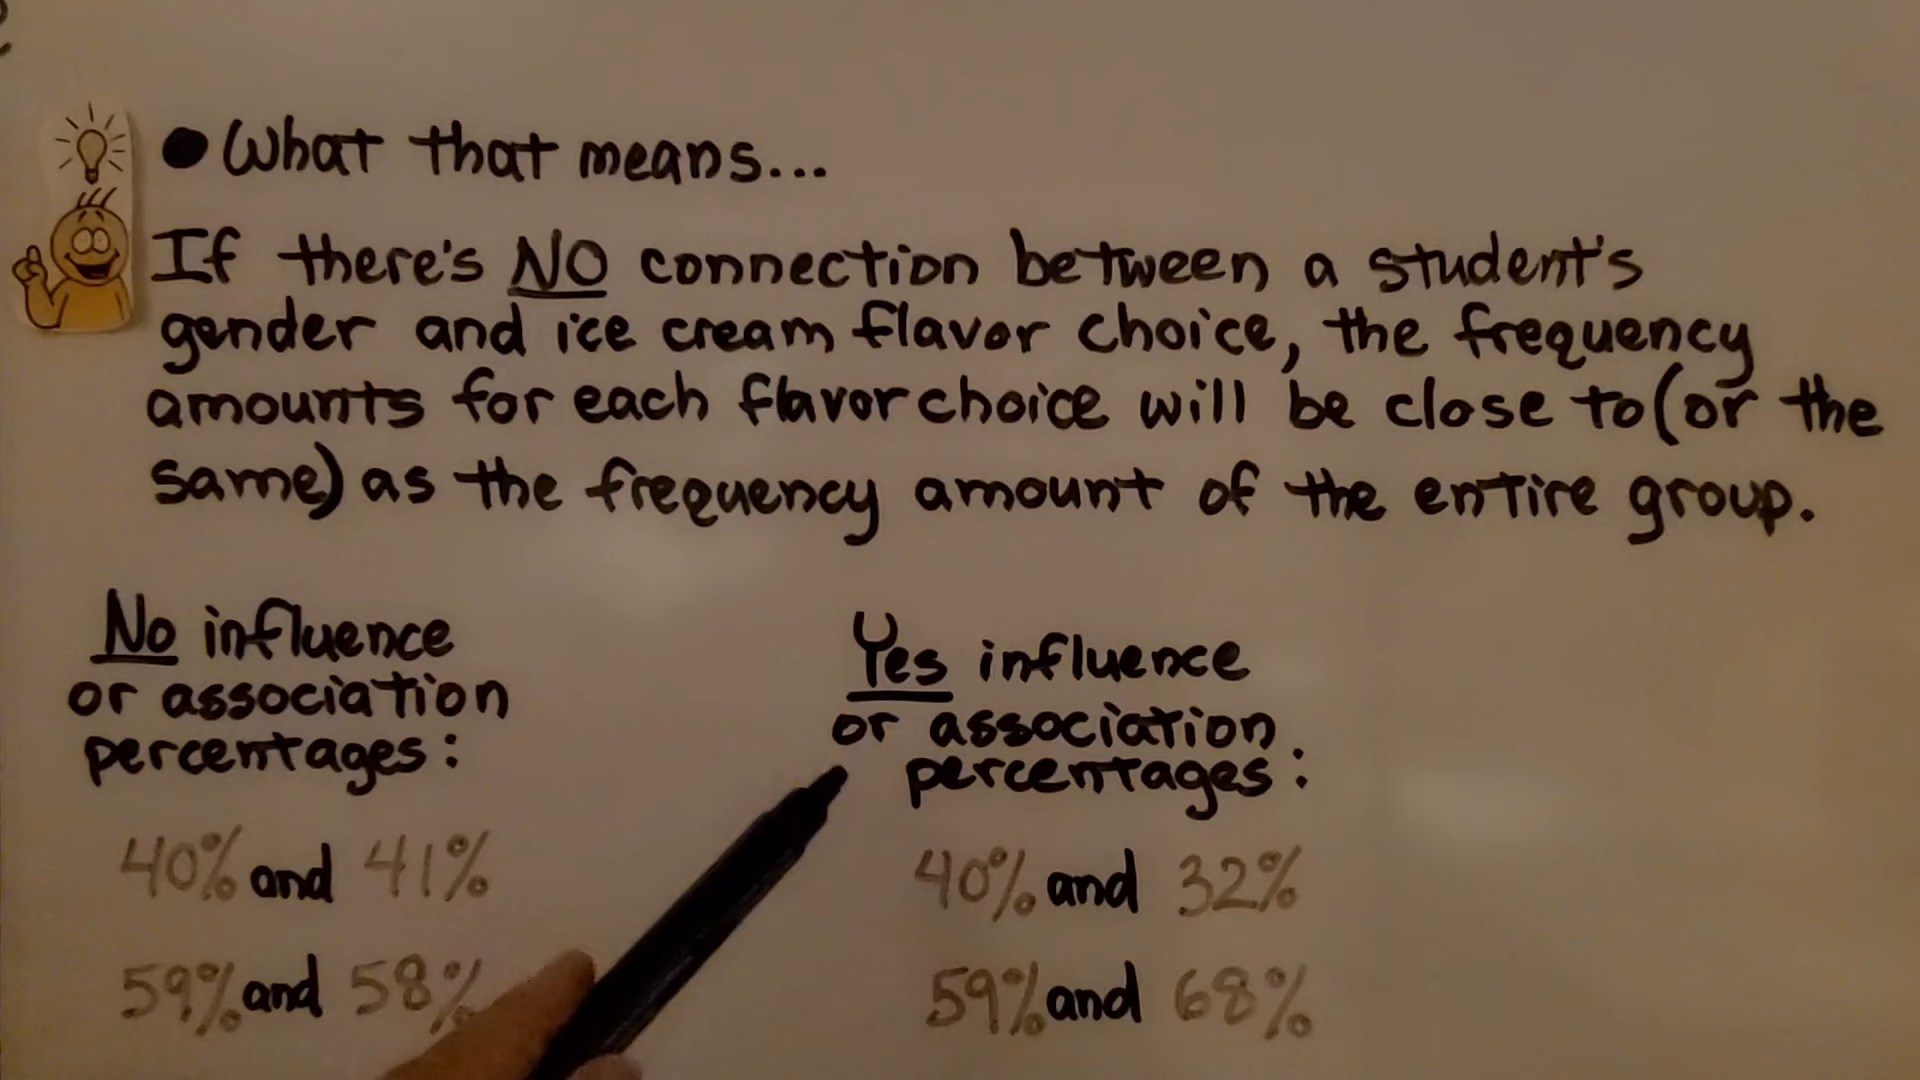 • What that means...
If there's NO connection between a student's
gender and ice cream flavor choice, the frequency
amounts for each flavor choice will be close to (or the
same) as the frequency amount of the entire group.
No influence
or association
percentages:
40% and 41%
59% and 58%
Yes influence
or association
percentages:
40% and 32%
59% and 68%